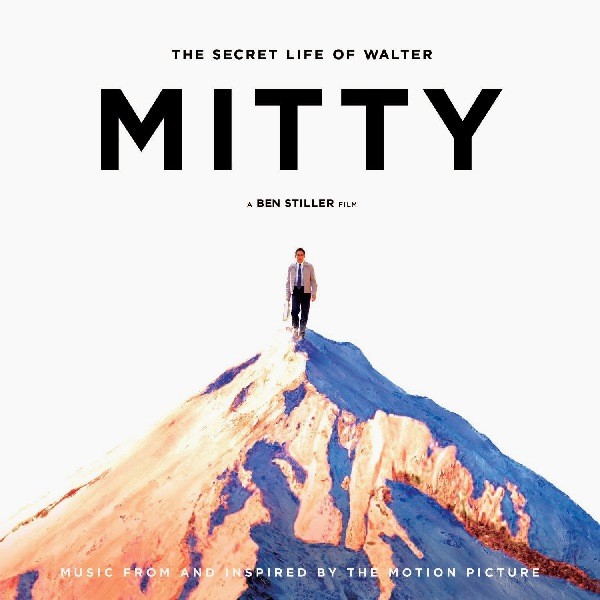 THE SECRET LIFE OF WALTER
MITTY
A BEN STILLER FILM
MUSIC FROM AND INSPIRED BY THE MOTION PICTURE